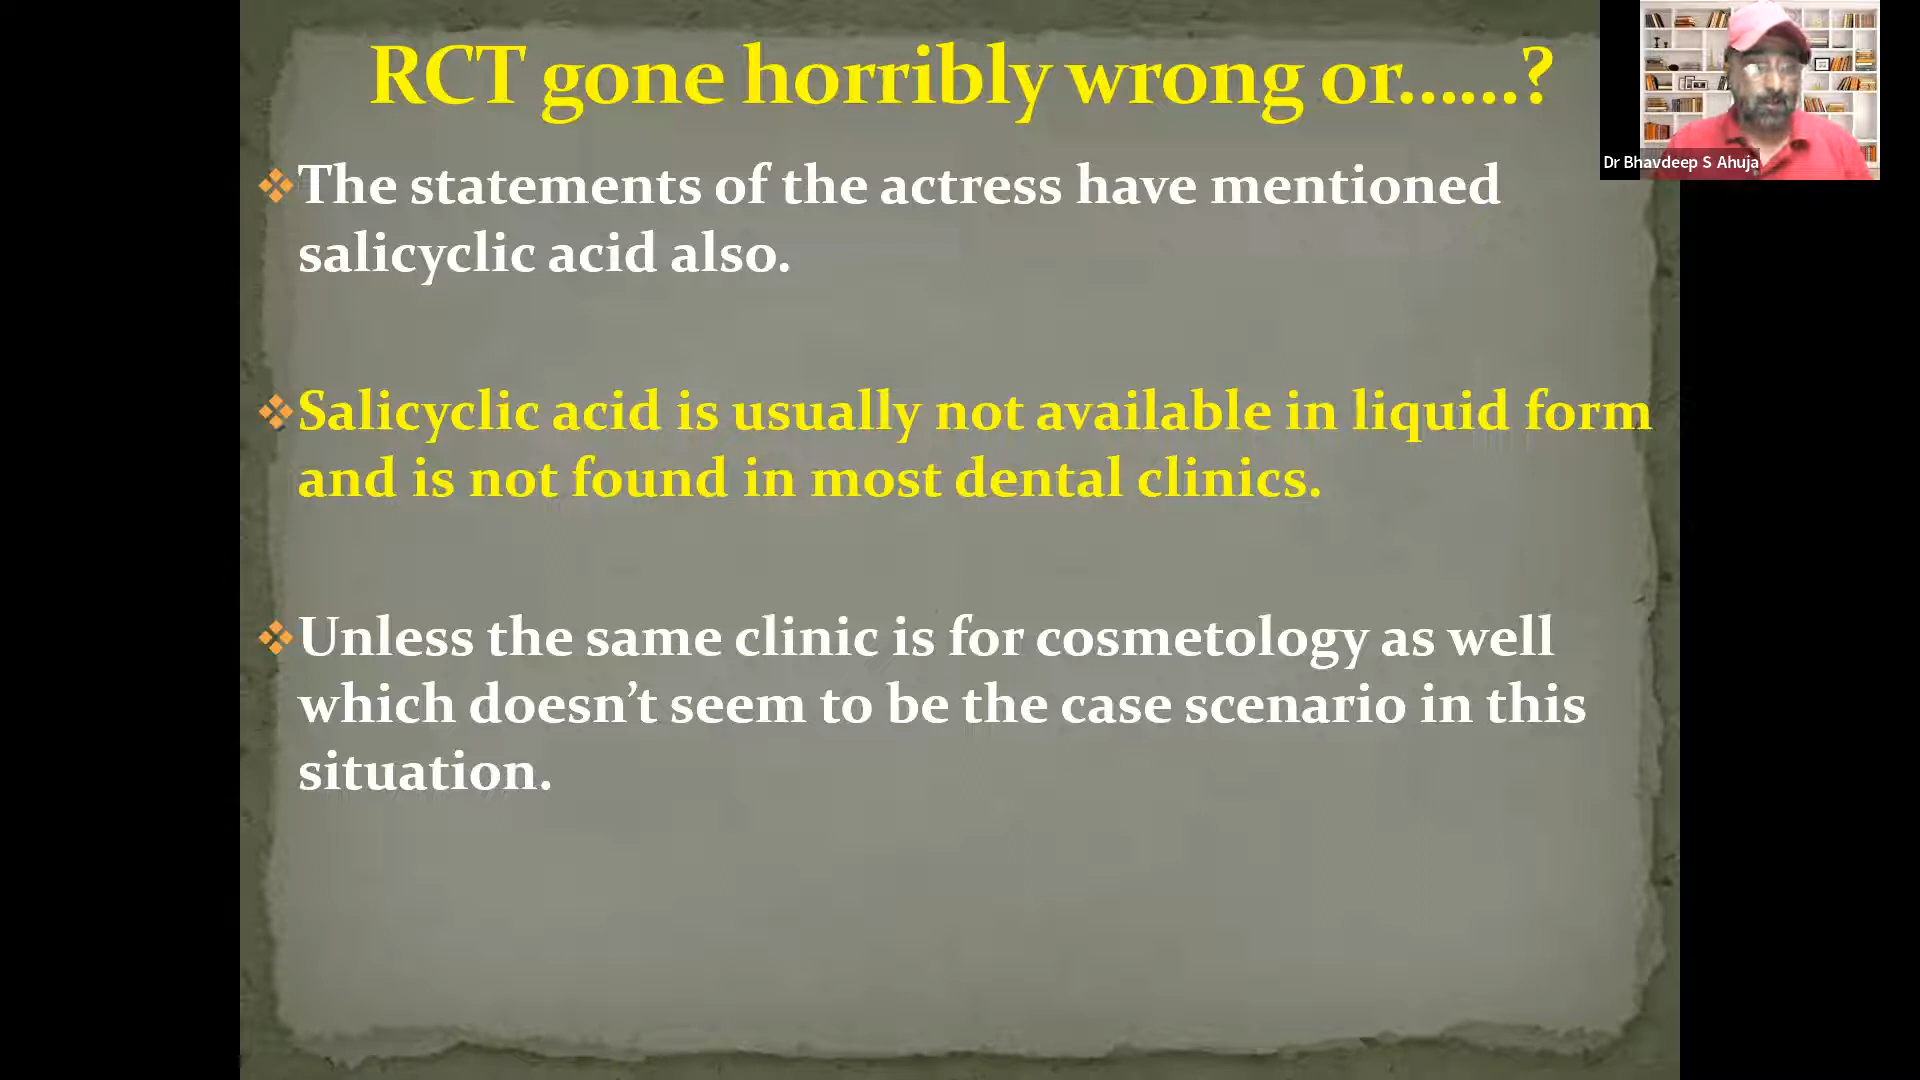 RCT gone horribly wrong or......?
The statements of the actress have mentioned
salicyclic acid also.
Salicyclic acid is usually not available in liquid form
and is not found in most dental clinics.
Unless the same clinic is for cosmetology as well
which doesn’t seem to be the case scenario in this
situation.
Dr Bhavdeep S Ahuja